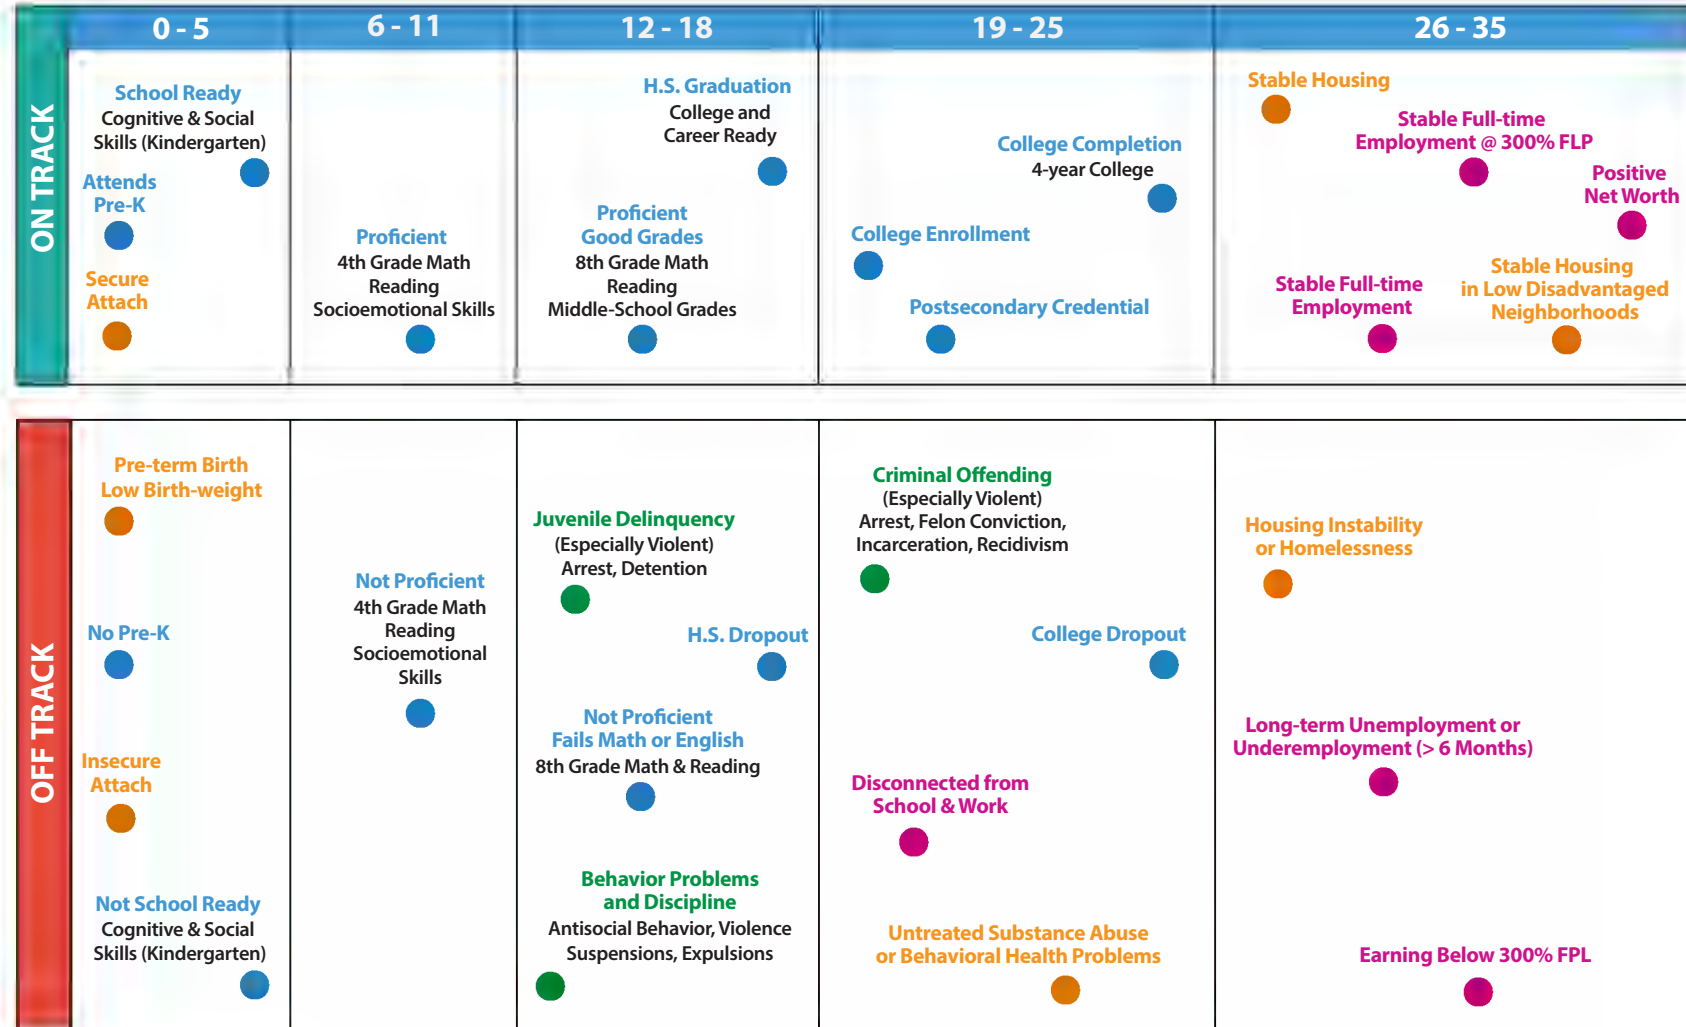 0 - 5
6 - 11
12 - 18
19 - 25
26 - 35
ON TRACK
School Ready
Cognitive & Social
Skills (Kindergarten)
Attends
Pre-K
Secure
Attach
Proficient
4th Grade Math
Reading
Socioemotional Skills
H.S. Graduation
College and
Career Ready
Proficient
Good Grades
8th Grade Math
Reading
Middle-School Grades
College Completion
4-year College
College Enrollment
Postsecondary Credential
Stable Housing
Stable Full-time
Employment @ 300% FLP
Positive
Net Worth
Stable Full-time
Employment
Stable Housing
in Low Disadvantaged
Neighborhoods
OFF TRACK
Pre-term Birth
Low Birth-weight
No Pre-K
Insecure
Attach
Not School Ready
Cognitive & Social
Skills (Kindergarten)
Not Proficient
4th Grade Math
Reading
Socioemotional
Skills
Juvenile Delinquency
(Especially Violent)
Arrest, Detention
H.S. Dropout
Not Proficient
Fails Math or English
8th Grade Math & Reading
Behavior Problems
and Discipline
Antisocial Behavior, Violence
Suspensions, Expulsions
Criminal Offending
(Especially Violent)
Arrest, Felon Conviction,
Incarceration, Recidivism
College Dropout
Disconnected from
School & Work
Untreated Substance Abuse
or Behavioral Health Problems
Housing Instability
or Homelessness
Long-term Unemployment or
Underemployment (> 6 Months)
Earning Below 300% FPL